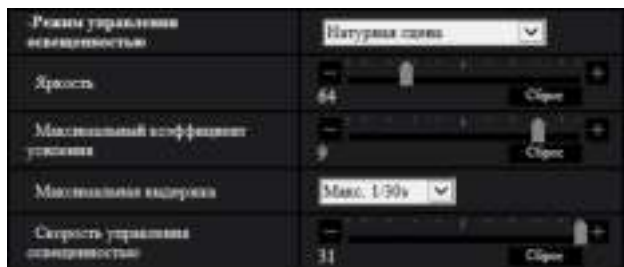 Режим управления
освещенностью
Натурная сцена
Яркость
64
Сброс
Максимальный коэффициент
усиления
9
Сброс
Максимальная выдержка
Макс. 1/30s
Скорость управления
освещенностью
31
Сброс